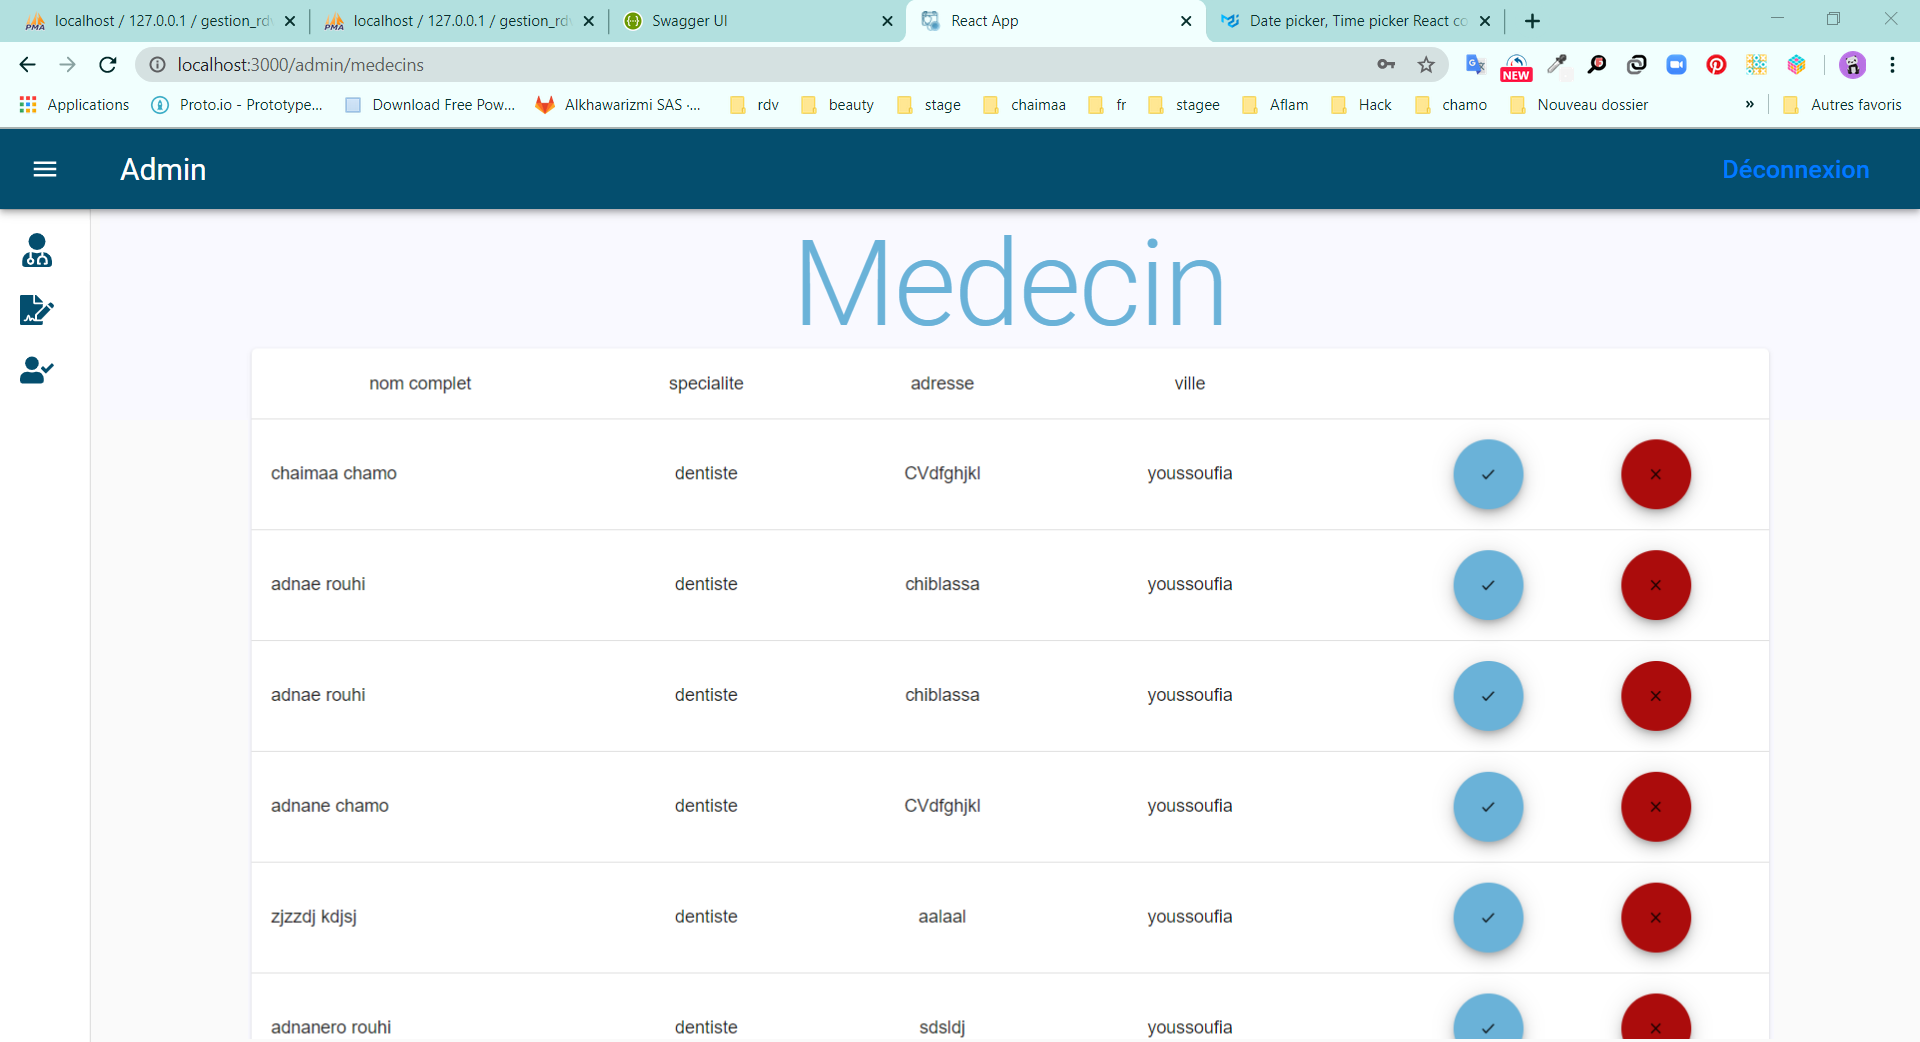 localhost / 127.0.0.1 / gestion_rd
localhost / 127.0.0.1 / gestion_rd
Swagger UI
React App
Date picker, Time picker React co
localhost:3000/admin/medecins
NEW
Applications
Proto.io - Prototype...
Download Free Pow...
Alkhawarizmi SAS ·...
rdv
beauty
stage
chaimaa
fr
stagee
Aflam
Hack
chamo
Nouveau dossier
»
Autres favoris
Admin
Déconnexion
Medecin
nom complet specialite adresse ville
chaimaa chamo dentiste CVdfghjkl youssoufia
adnae rouhi dentiste chiblassa youssoufia
adnae rouhi dentiste chiblassa youssoufia
adnane chamo dentiste CVdfghjkl youssoufia
zjzzdj kdjsj dentiste aalaal youssoufia
adnanero rouhi dentiste sdsldj youssoufia